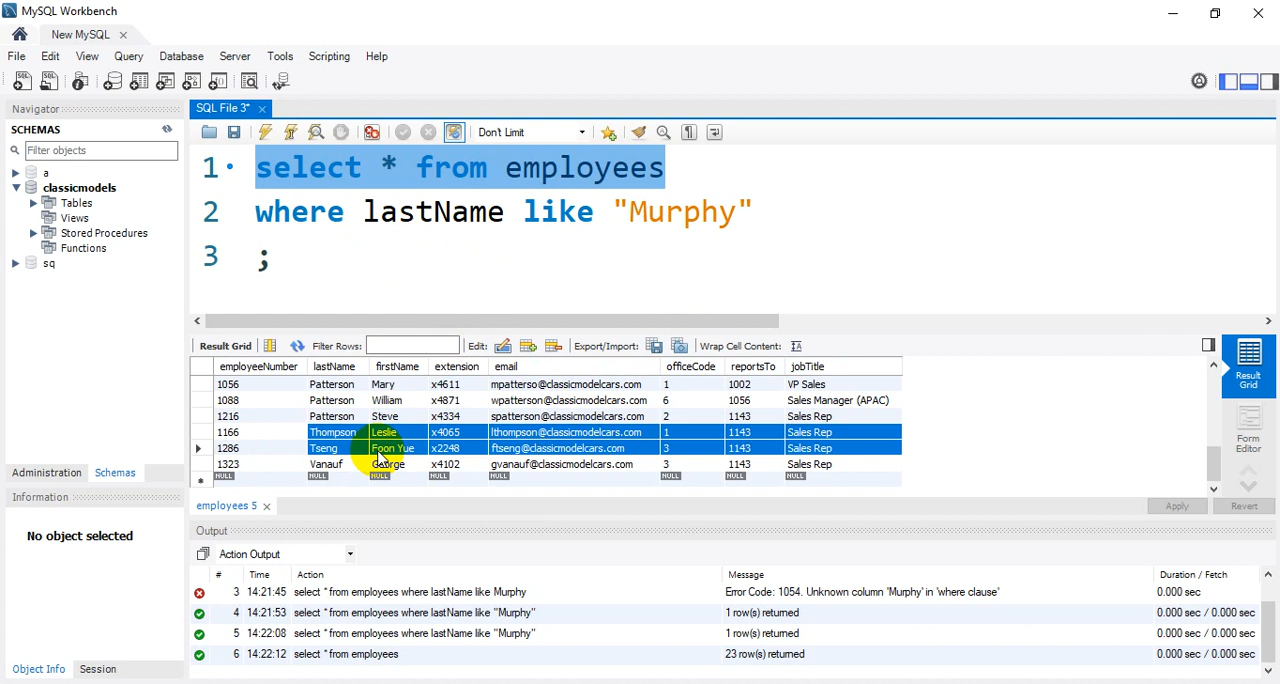 MySQL Workbench
New MySQL
File Edit View Query Database Server Tools Scripting Help
Navigator
SQL File 3*
SCHEMAS
Don't Limit
Filter objects
a
classicmodels
Tables
Views
Stored Procedures
Functions
sq
1 select * from employees
2 where lastName like "Murphy"
3 ;
Result Grid Filter Rows: Edit: Export/Import: Wrap Cell Content:
employeeNumber lastName firstName extension email officeCode reportsTo jobTitle
1056 Patterson Mary x4611 mpatterso@classicmodelcars.com 1 1002 VP Sales
1088 Patterson William x4871 wpatterson@classicmodelcars.com 6 1056 Sales Manager (APAC)
1216 Patterson Steve x4334 spatterson@classicmodelcars.com 2 1143 Sales Rep
1166 Thompson Leslie x4065 lthompson@classicmodelcars.com 1 1143 Sales Rep
1286 Tseng Foon Yue x2248 ftseng@classicmodelcars.com 3 1143 Sales Rep
1323 Vanauf George x4102 gvanauf@classicmodelcars.com 3 1143 Sales Rep
NULL NULL NULL NULL NULL NULL NULL NULL
Result
Grid
Form
Editor
Administration Schemas
Information
employees 5
Apply Revert
No object selected
Output
Action Output
# Time Action Message Duration / Fetch
3 14:21:45 select * from employees where lastName like Murphy Error Code: 1054. Unknown column 'Murphy' in 'where clause' 0.000 sec
4 14:21:53 select * from employees where lastName like "Murphy" 1 row(s) returned 0.000 sec / 0.000 sec
5 14:22:08 select * from employees where lastName like "Murphy" 1 row(s) returned 0.000 sec / 0.000 sec
6 14:22:12 select * from employees 23 row(s) returned 0.000 sec / 0.000 sec
Object Info Session